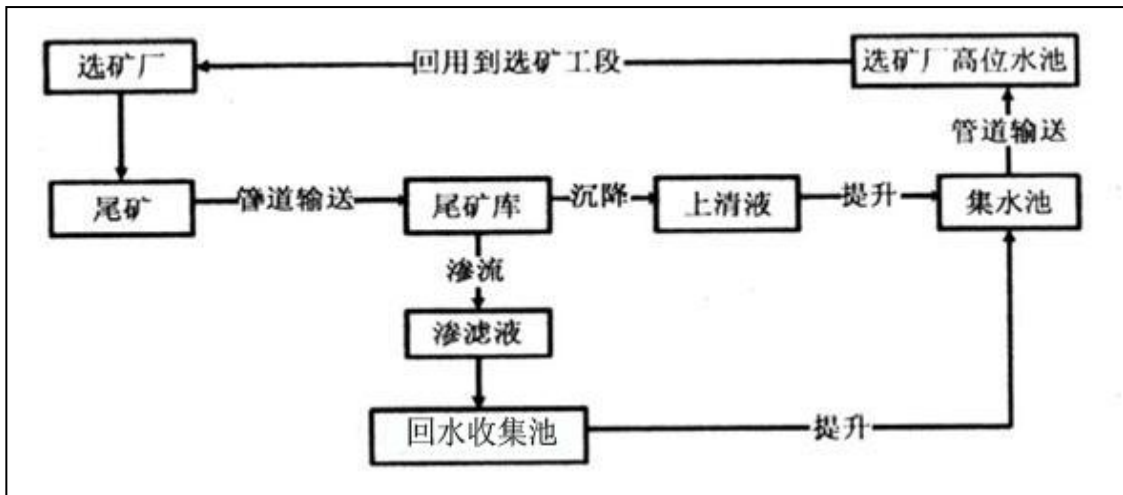 选矿厂
回用到选矿工段
选矿厂高位水池
管道输送
尾矿
管道输送
尾矿库
沉降
上清液
提升
集水池
渗流
渗滤液
回水收集池
提升